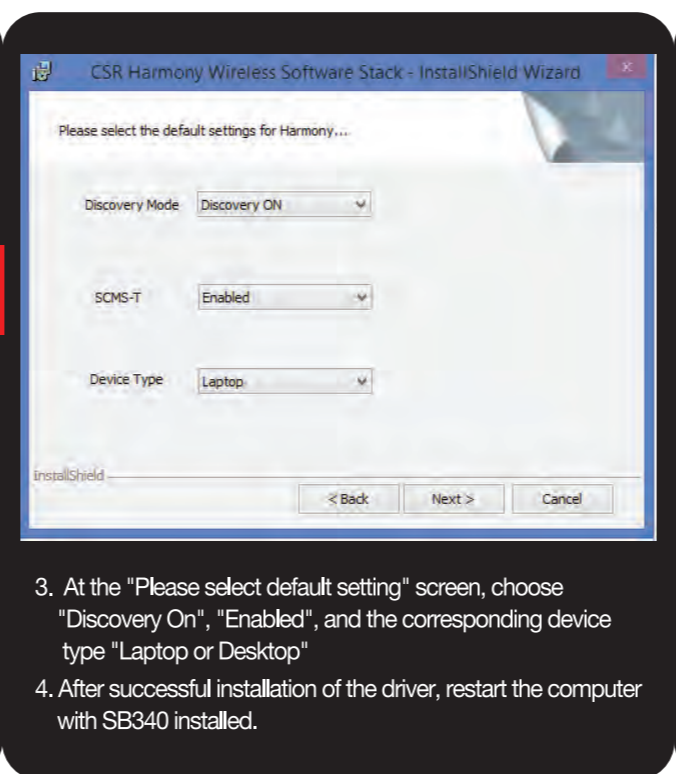 CSR Harmony Wireless Software Stack - InstallShield Wizard
Please select the default settings for Harmony...
Discovery Mode Discovery ON
SCMS-T Enabled
Device Type Laptop
InstallShield
< Back Next > Cancel
3. At the "Please select default setting" screen, choose
"Discovery On", "Enabled", and the corresponding device
type "Laptop or Desktop"
4. After successful installation of the driver, restart the computer
with SB340 installed.